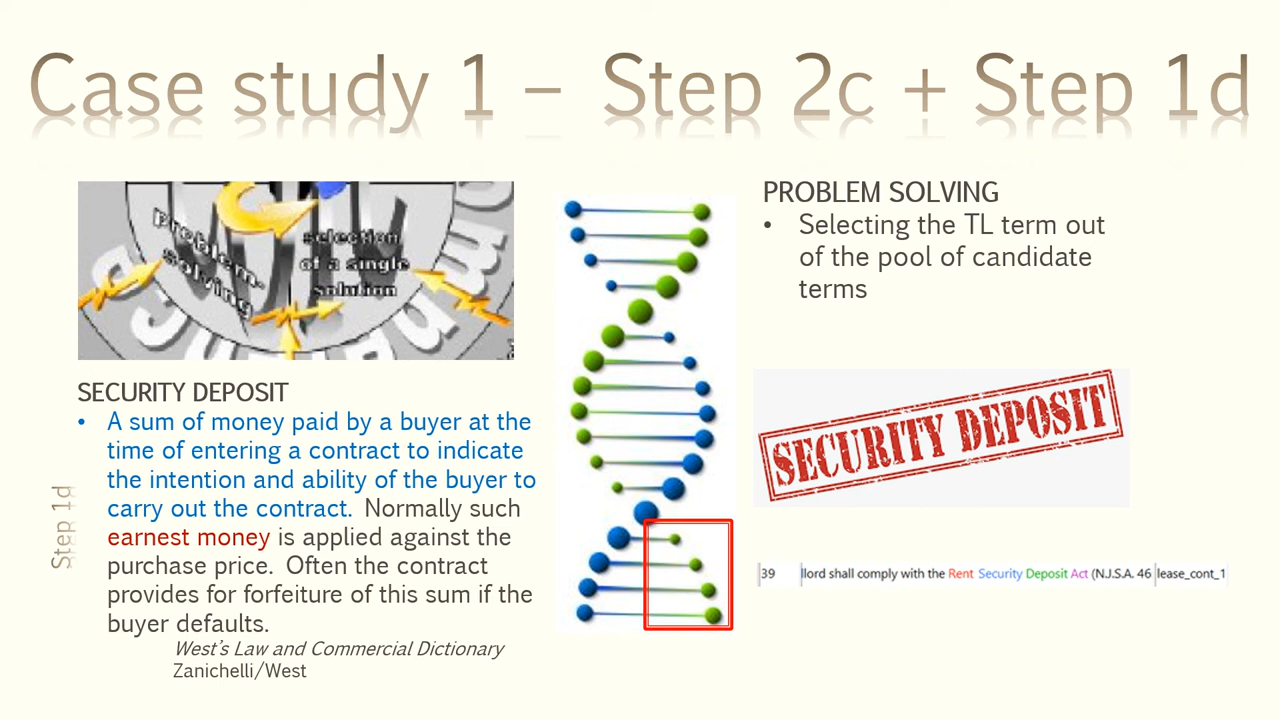 Case study 1 – Step 2c + Step 1d
problem-
solving
selection
of a single
solution
PROBLEM SOLVING
• Selecting the TL term out
of the pool of candidate
terms
SECURITY DEPOSIT
• A sum of money paid by a buyer at the
time of entering a contract to indicate
the intention and ability of the buyer to
carry out the contract. Normally such
earnest money is applied against the
purchase price. Often the contract
provides for forfeiture of this sum if the
buyer defaults.
West's Law and Commercial Dictionary
Zanichelli/West
Step 1d
SECURITY DEPOSIT
39 llord shall comply with the Rent Security Deposit Act (N.J.S.A. 46 lease_cont_1